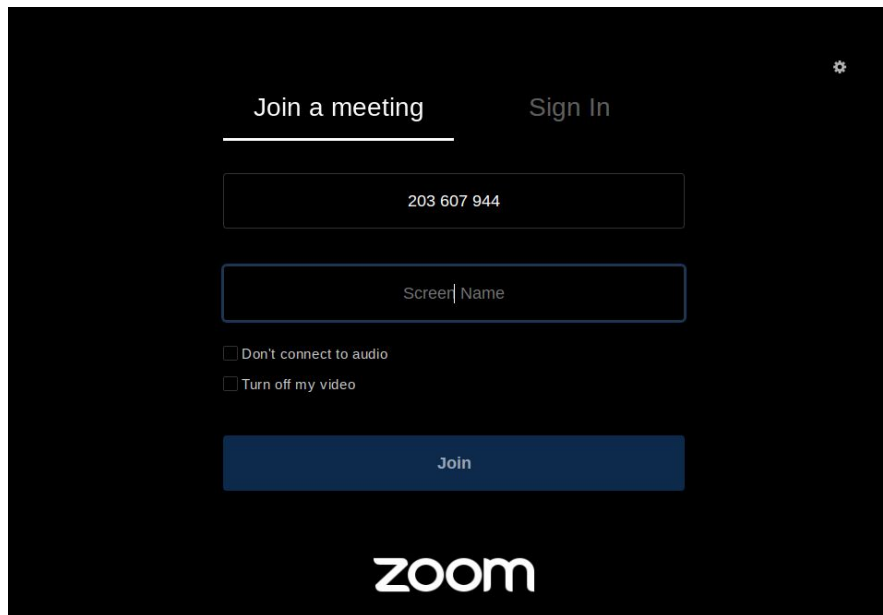 Join a meeting Sign In
203 607 944
Screen Name
Don't connect to audio
Turn off my video
Join
zoom